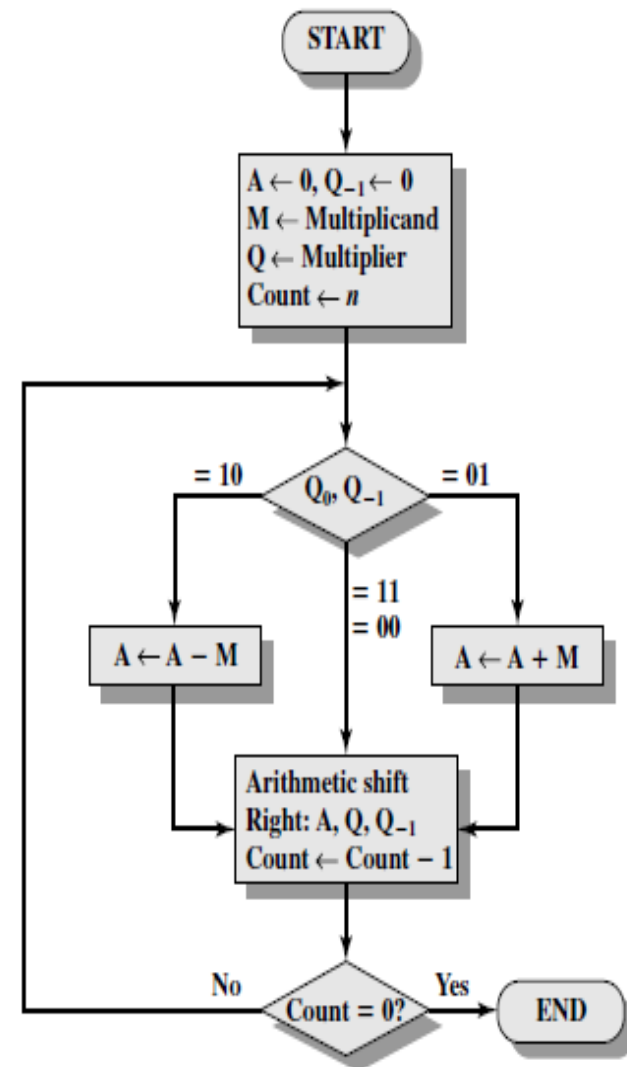 START
A ← 0, Q₋₁ ← 0
M ← Multiplicand
Q ← Multiplier
Count ← n
= 10
Q₀, Q₋₁
= 01
= 11
= 00
A ← A − M
A ← A + M
Arithmetic shift
Right: A, Q, Q₋₁
Count ← Count − 1
No
Count = 0?
Yes
END